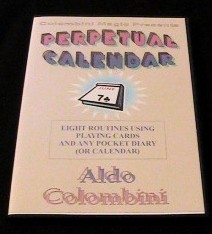 Colombini Magic Presents
PERPETUAL
CALENDAR
JUNE
7♣
EIGHT ROUTINES USING
PLAYING CARDS
AND ANY POCKET DIARY
(OR CALENDAR)
Aldo
Colombini